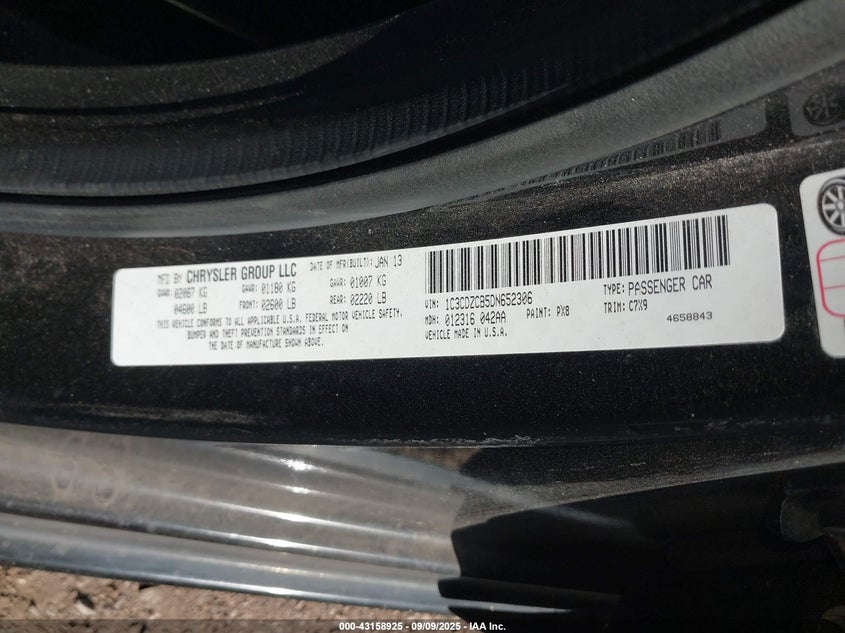 MFD BY CHRYSLER GROUP LLC DATE OF MFR(BUILT): JAN 13
GVWR: 02087 KG GAWR: 01180 KG GAWR: 01007 KG
04600 LB FRONT: 02600 LB REAR: 02220 LB
THIS VEHICLE CONFORMS TO ALL APPLICABLE U.S.A. FEDERAL MOTOR VEHICLE SAFETY,
BUMPER AND THEFT PREVENTION STANDARDS IN EFFECT ON
THE DATE OF MANUFACTURE SHOWN ABOVE.
VIN: 1C3CDZCB5DN652306 TYPE: PASSENGER CAR
MDH: 012316 042AA PAINT: PX8 TRIM: C7X9
VEHICLE MADE IN U.S.A. 4658843
000-43158925 - 09/09/2025 - IAA Inc.